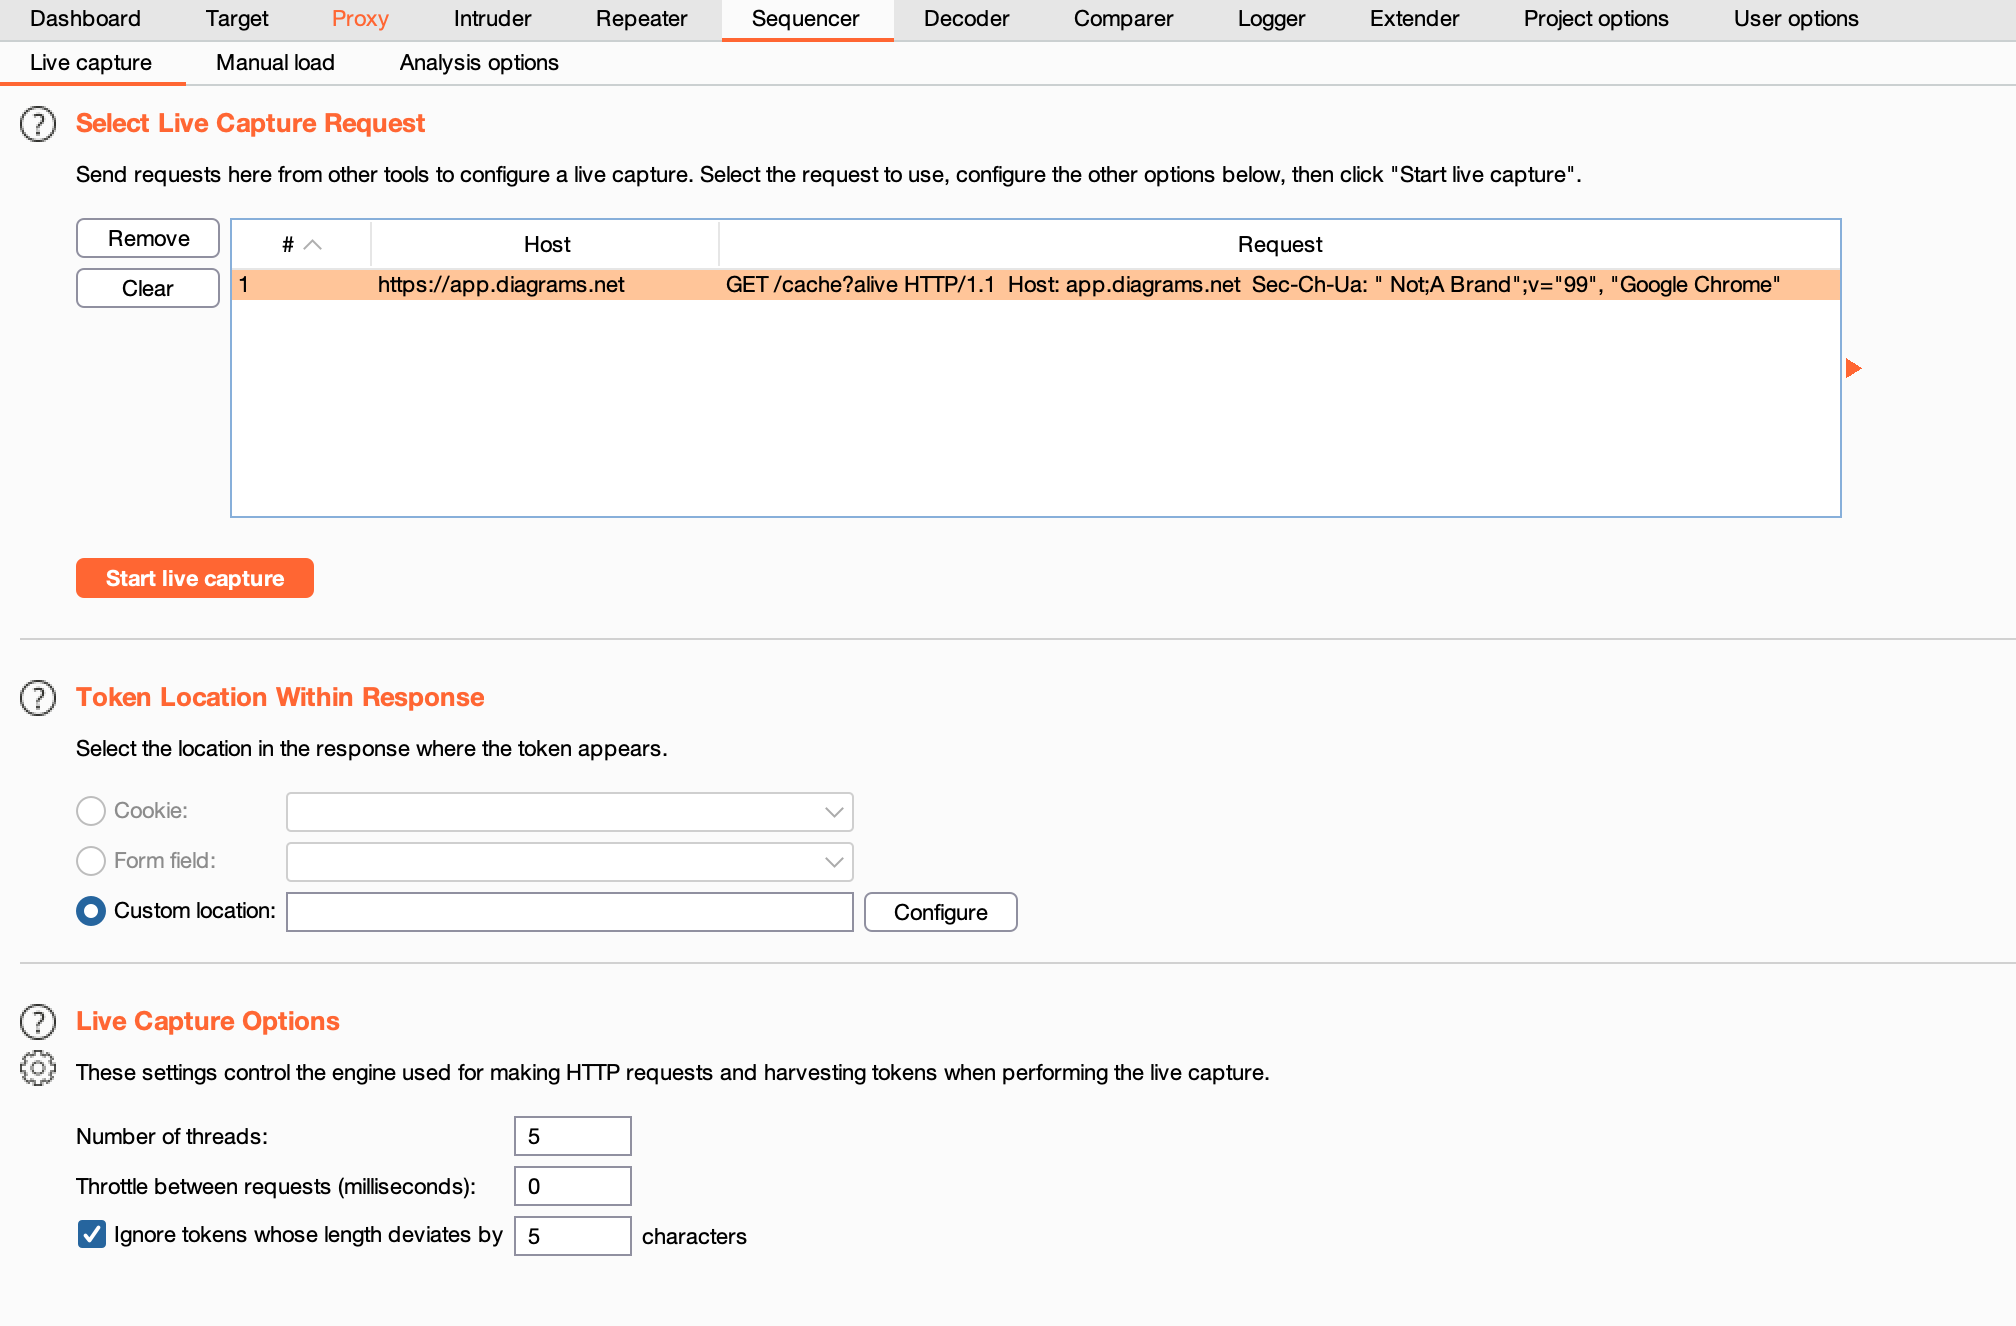 Dashboard Target Proxy Intruder Repeater Sequencer Decoder Comparer Logger Extender Project options User options
Live capture Manual load Analysis options
? Select Live Capture Request
Send requests here from other tools to configure a live capture. Select the request to use, configure the other options below, then click "Start live capture".
Remove
Clear
# Host Request
1 https://app.diagrams.net GET /cache?alive HTTP/1.1 Host: app.diagrams.net Sec-Ch-Ua: " Not;A Brand";v="99", "Google Chrome"
Start live capture
? Token Location Within Response
Select the location in the response where the token appears.
Cookie:
Form field:
Custom location: Configure
? Live Capture Options
These settings control the engine used for making HTTP requests and harvesting tokens when performing the live capture.
Number of threads: 5
Throttle between requests (milliseconds): 0
Ignore tokens whose length deviates by 5 characters